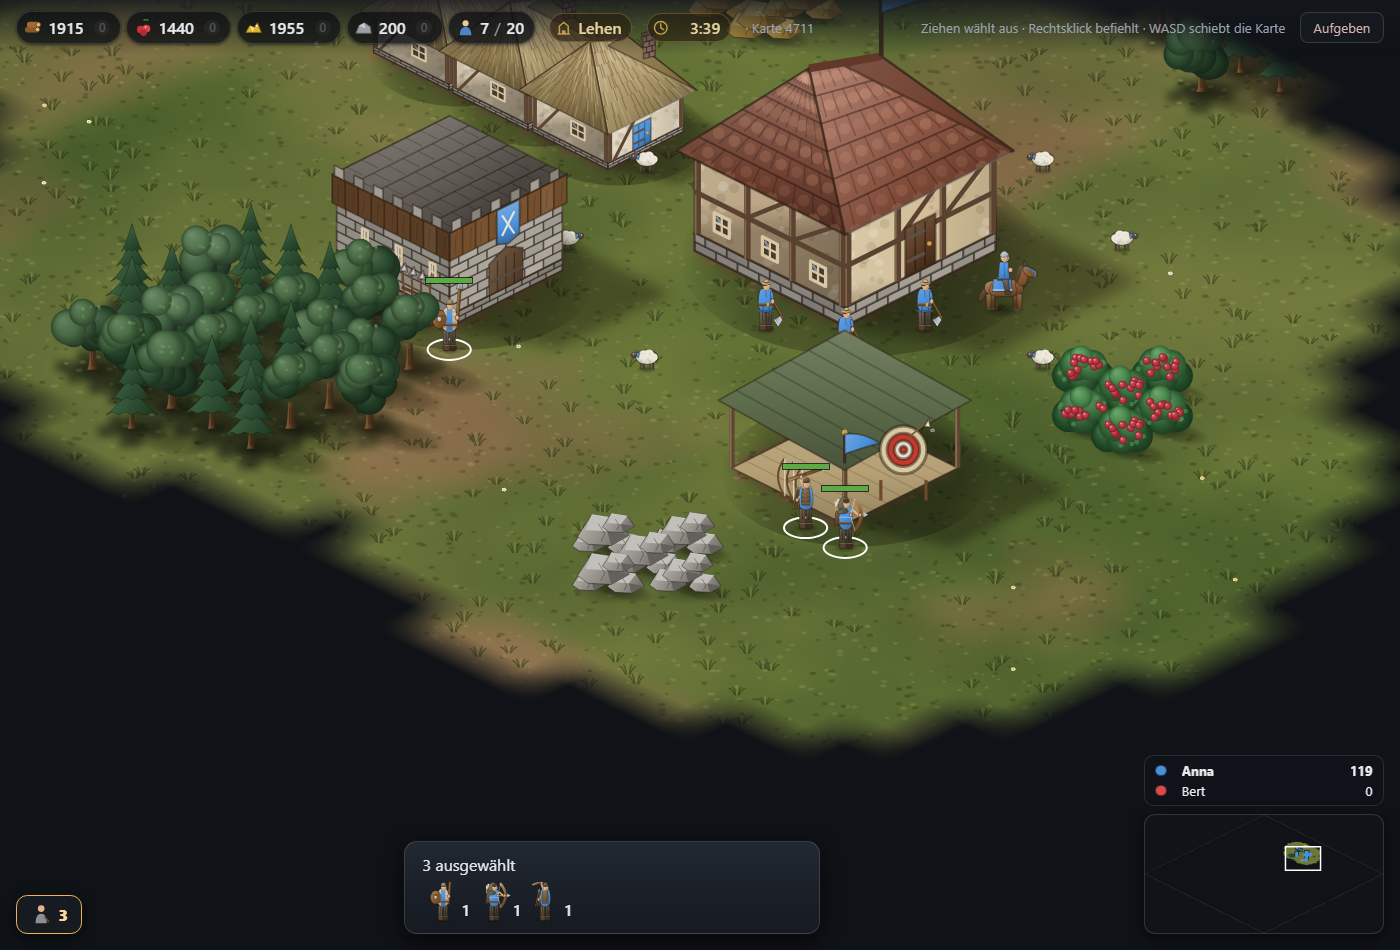 1915 0 1440 0 1955 0 200 0 7 / 20 Lehen 3:39 · Karte 4711 Ziehen wählt aus · Rechtsklick befiehlt · WASD schiebt die Karte Aufgeben
Anna 119
Bert 0
3 ausgewählt
1 1 1
3